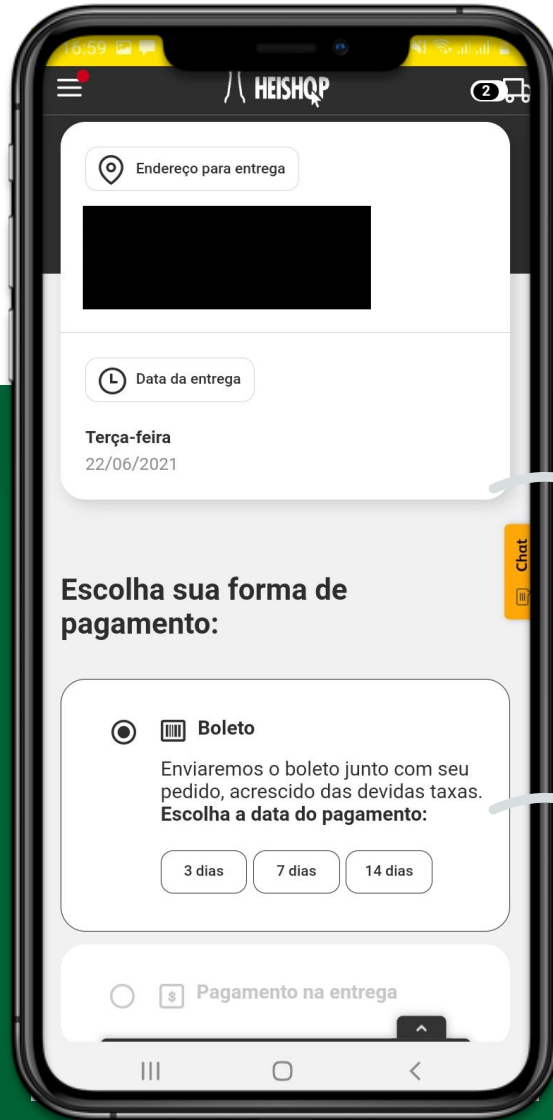 16:59
HEISHOP
2
Endereço para entrega
Data da entrega
Terça-feira
22/06/2021
Chat
Escolha sua forma de
pagamento:
Boleto
Enviaremos o boleto junto com seu
pedido, acrescido das devidas taxas.
Escolha a data do pagamento:
3 dias 7 dias 14 dias
$ Pagamento na entrega